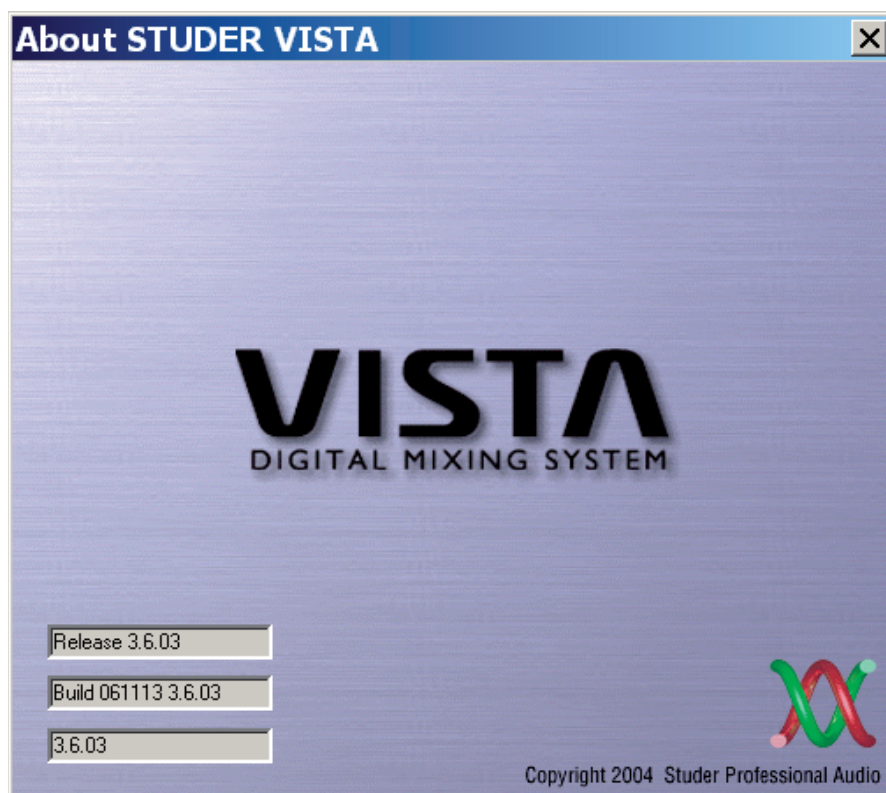 About STUDER VISTA
VISTA
DIGITAL MIXING SYSTEM
Release 3.6.03
Build 061113 3.6.03
3.6.03
Copyright 2004 Studer Professional Audio